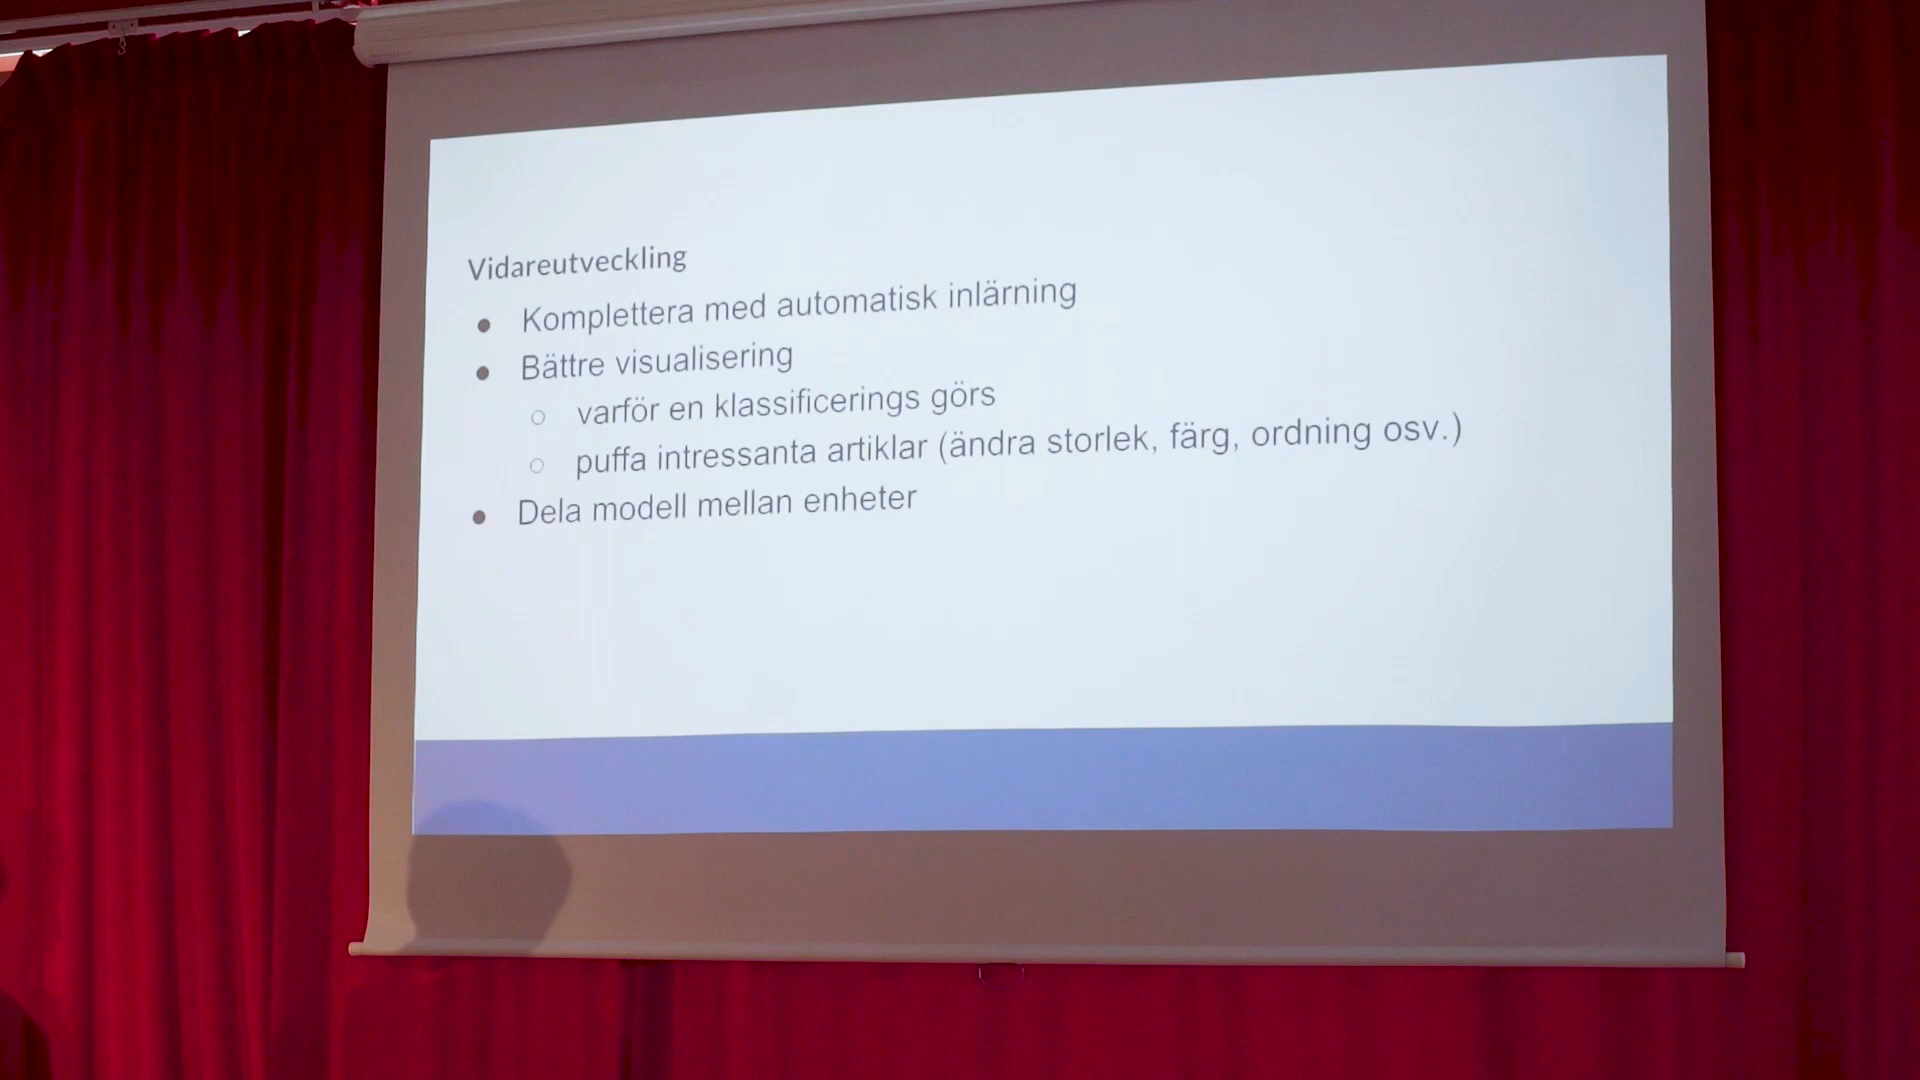 Vidareutveckling
● Komplettera med automatisk inlärning
● Bättre visualisering
○ varför en klassificerings görs
○ puffa intressanta artiklar (ändra storlek, färg, ordning osv.)
● Dela modell mellan enheter